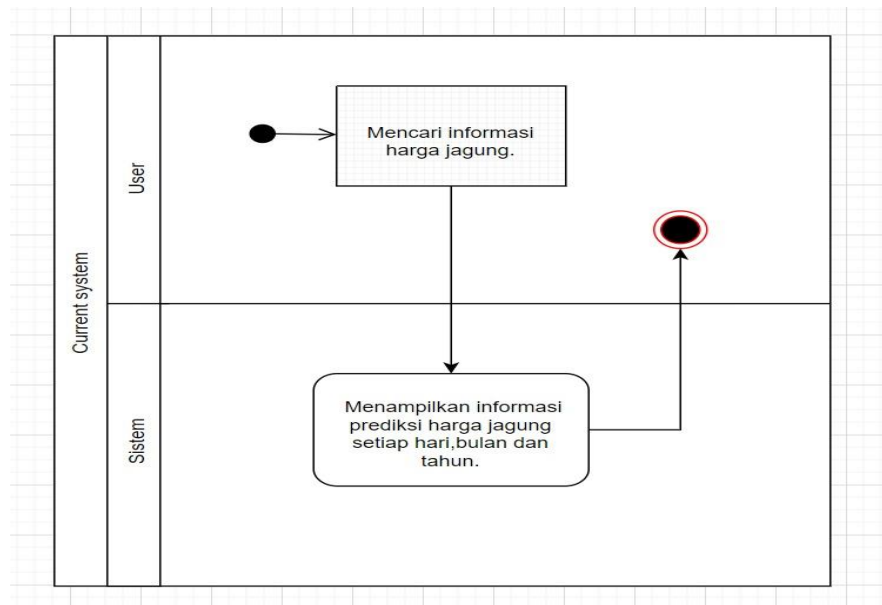 Current system
User
Mencari informasi
harga jagung.
Sistem
Menampilkan informasi
prediksi harga jagung
setiap hari,bulan dan
tahun.